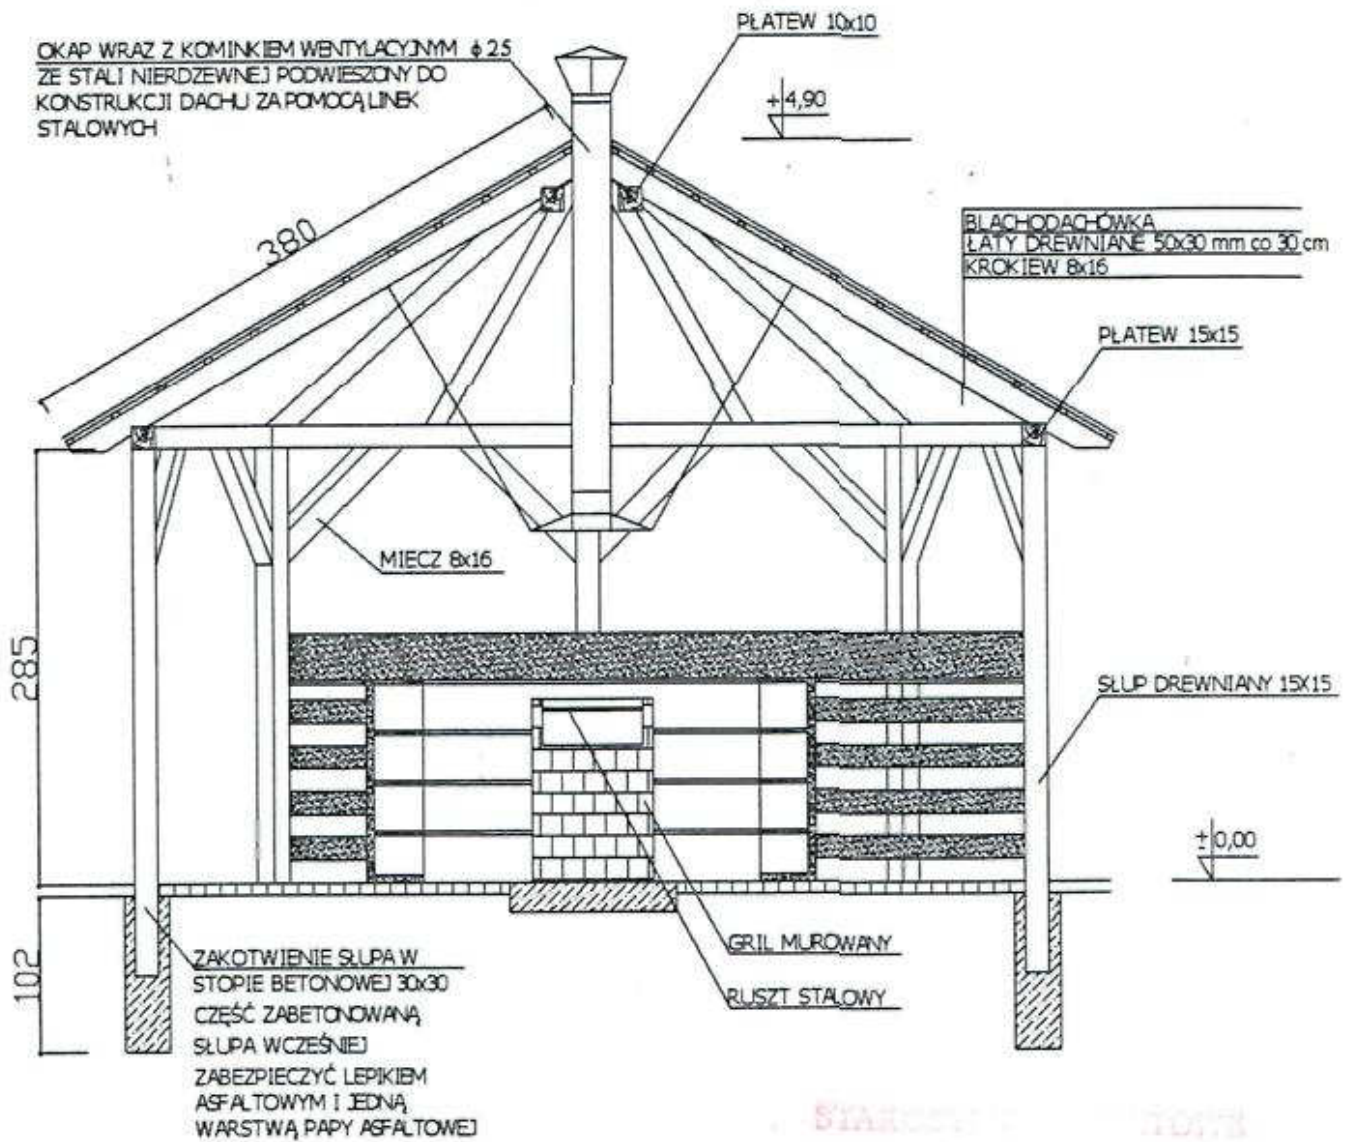 PŁATEW 10x10
OKAP WRAZ Z KOMINKIEM WENTYLACYJNYM ϕ 25
ZE STALI NIERDZEWNEJ PODWIESZONY DO
KONSTRUKCJI DACHU ZA POMOCĄ LINEK
STALOWYCH
+4,90
380
BLACHODACHÓWKA
ŁATY DREWNIANE 50x30 mm co 30 cm
KROKIEW 8x16
PŁATEW 15x15
MIECZ 8x16
285
SŁUP DREWNIANY 15X15
±0,00
102
ZAKOTWIENIE SŁUPA W
STOPIE BETONOWEJ 30x30
CZĘŚĆ ZABETONOWANĄ
SŁUPA WCZEŚNIEJ
ZABEZPIECZYĆ LEPIKIEM
ASFALTOWYM I JEDNĄ
WARSTWĄ PAPY ASFALTOWEJ
GRIL MUROWANY
RUSZT STALOWY